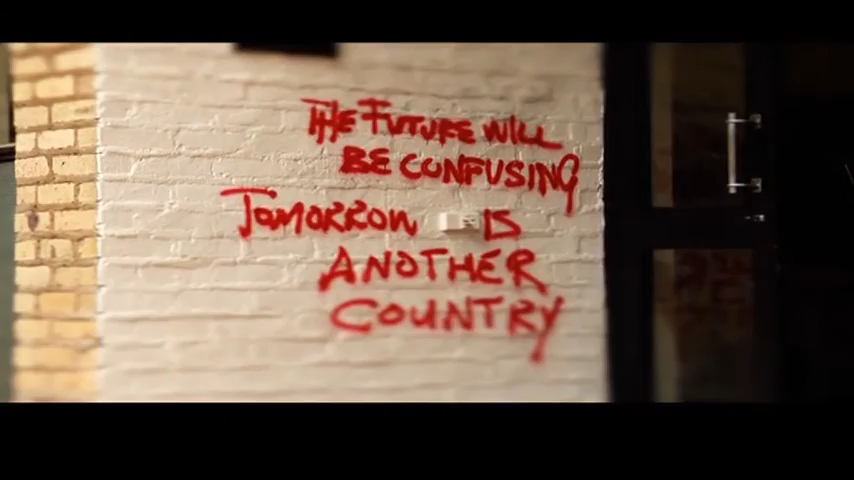 THE FUTURE WILL
BE CONFUSING
TOMORROW IS
ANOTHER
COUNTRY